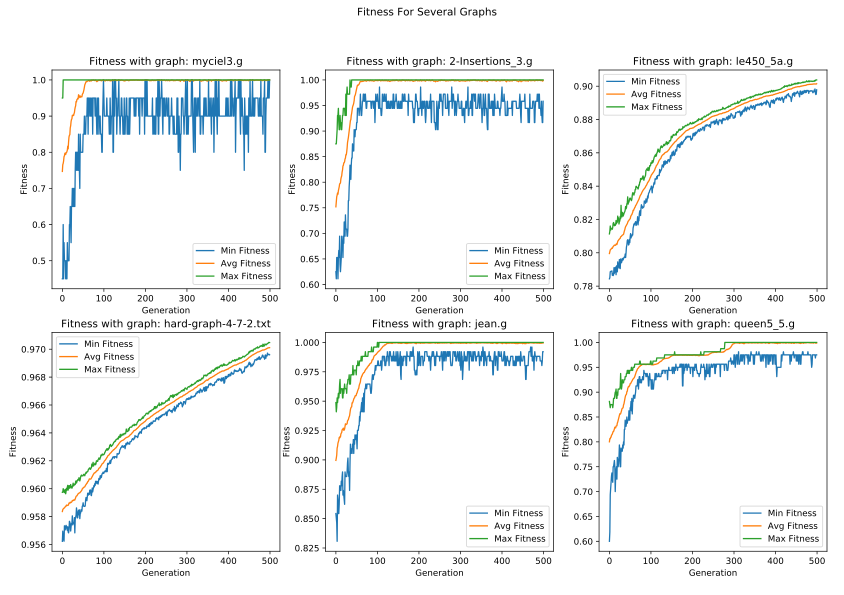 Fitness For Several Graphs
Fitness with graph: myciel3.g
1.0
0.9
0.8
0.7
0.6
0.5
Fitness
0
100
200
300
400
500
Generation
Min Fitness
Avg Fitness
Max Fitness
Fitness with graph: 2-Insertions_3.g
1.00
0.95
0.90
0.85
0.80
0.75
0.70
0.65
0.60
Fitness
0
100
200
300
400
500
Generation
Min Fitness
Avg Fitness
Max Fitness
Fitness with graph: le450_5a.g
0.90
0.88
0.86
0.84
0.82
0.80
0.78
Fitness
0
100
200
300
400
500
Generation
Min Fitness
Avg Fitness
Max Fitness
Fitness with graph: hard-graph-4-7-2.txt
0.970
0.968
0.966
0.964
0.962
0.960
0.958
0.956
Fitness
0
100
200
300
400
500
Generation
Min Fitness
Avg Fitness
Max Fitness
Fitness with graph: jean.g
1.000
0.975
0.950
0.925
0.900
0.875
0.850
0.825
Fitness
0
100
200
300
400
500
Generation
Min Fitness
Avg Fitness
Max Fitness
Fitness with graph: queen5_5.g
1.00
0.95
0.90
0.85
0.80
0.75
0.70
0.65
0.60
Fitness
0
100
200
300
400
500
Generation
Min Fitness
Avg Fitness
Max Fitness